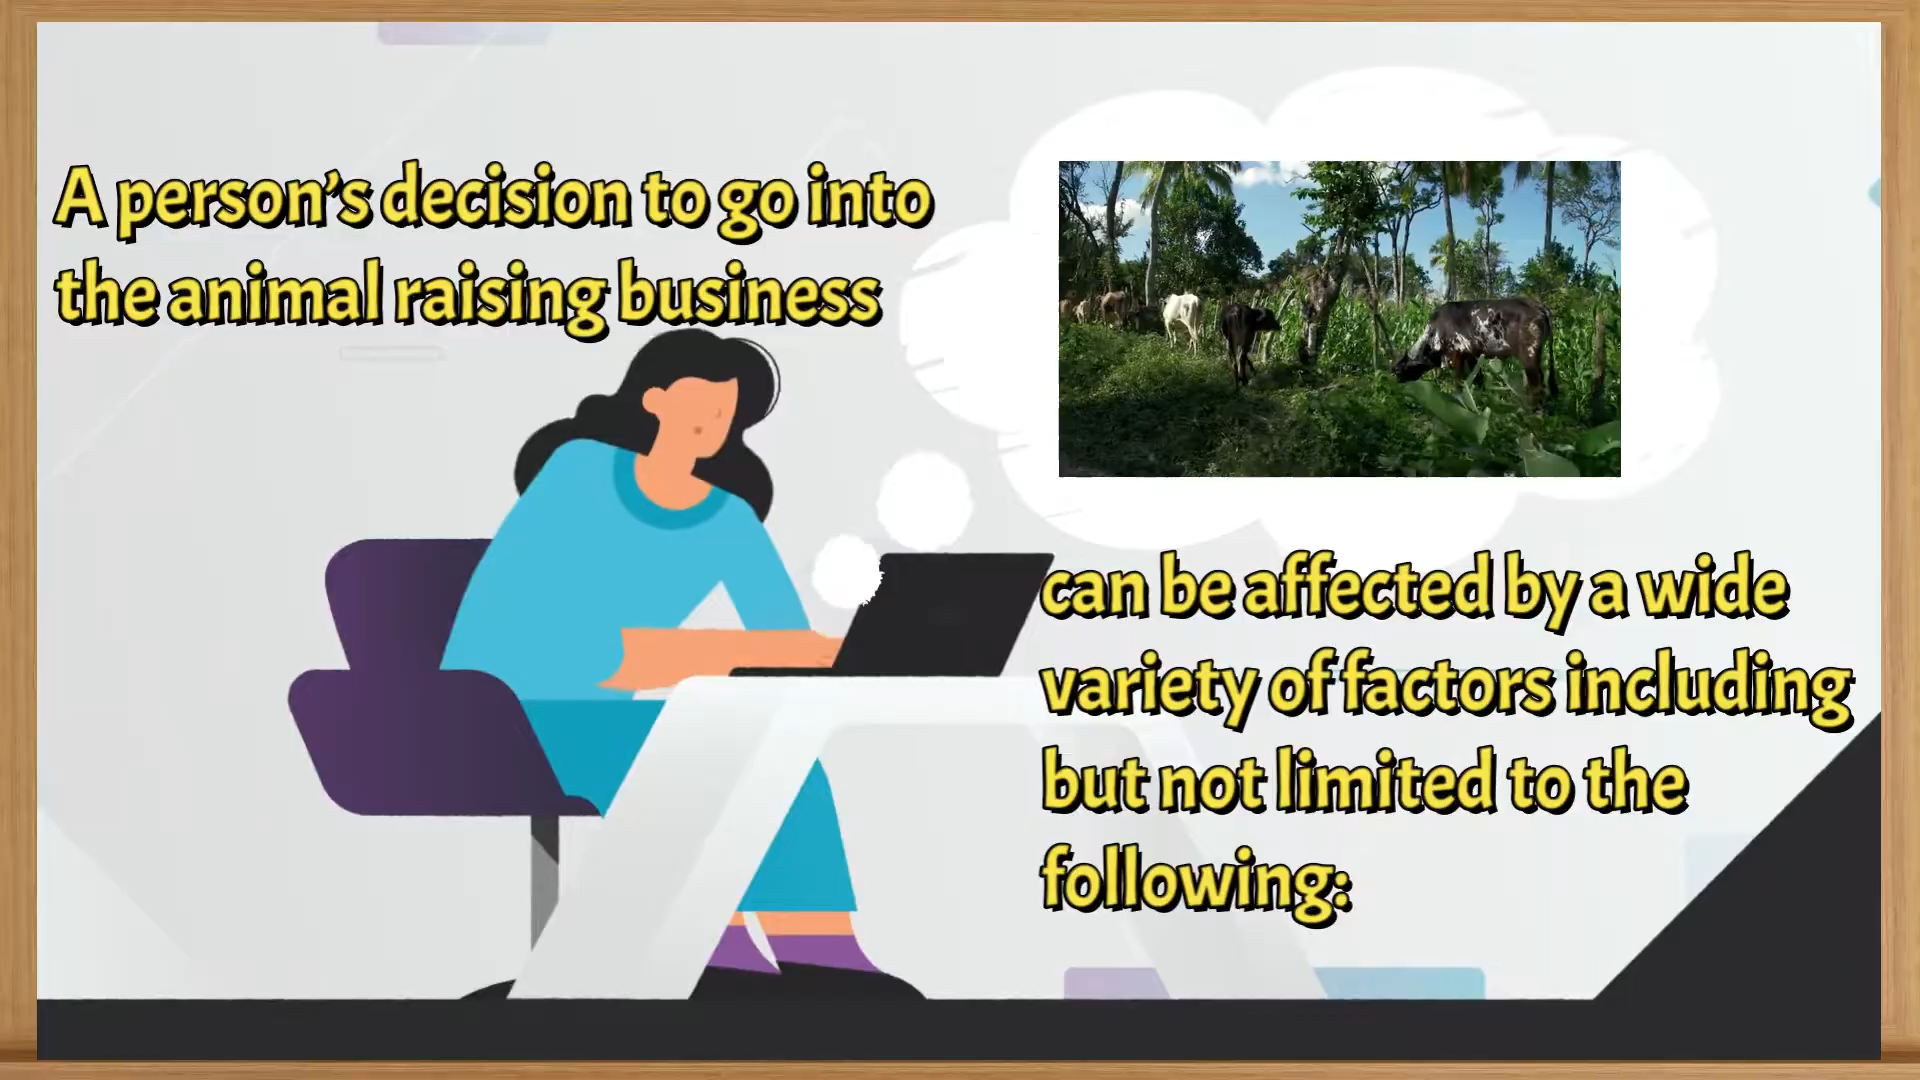 A person’s decision to go into
the animal raising business
can be affected by a wide
variety of factors including
but not limited to the
following: